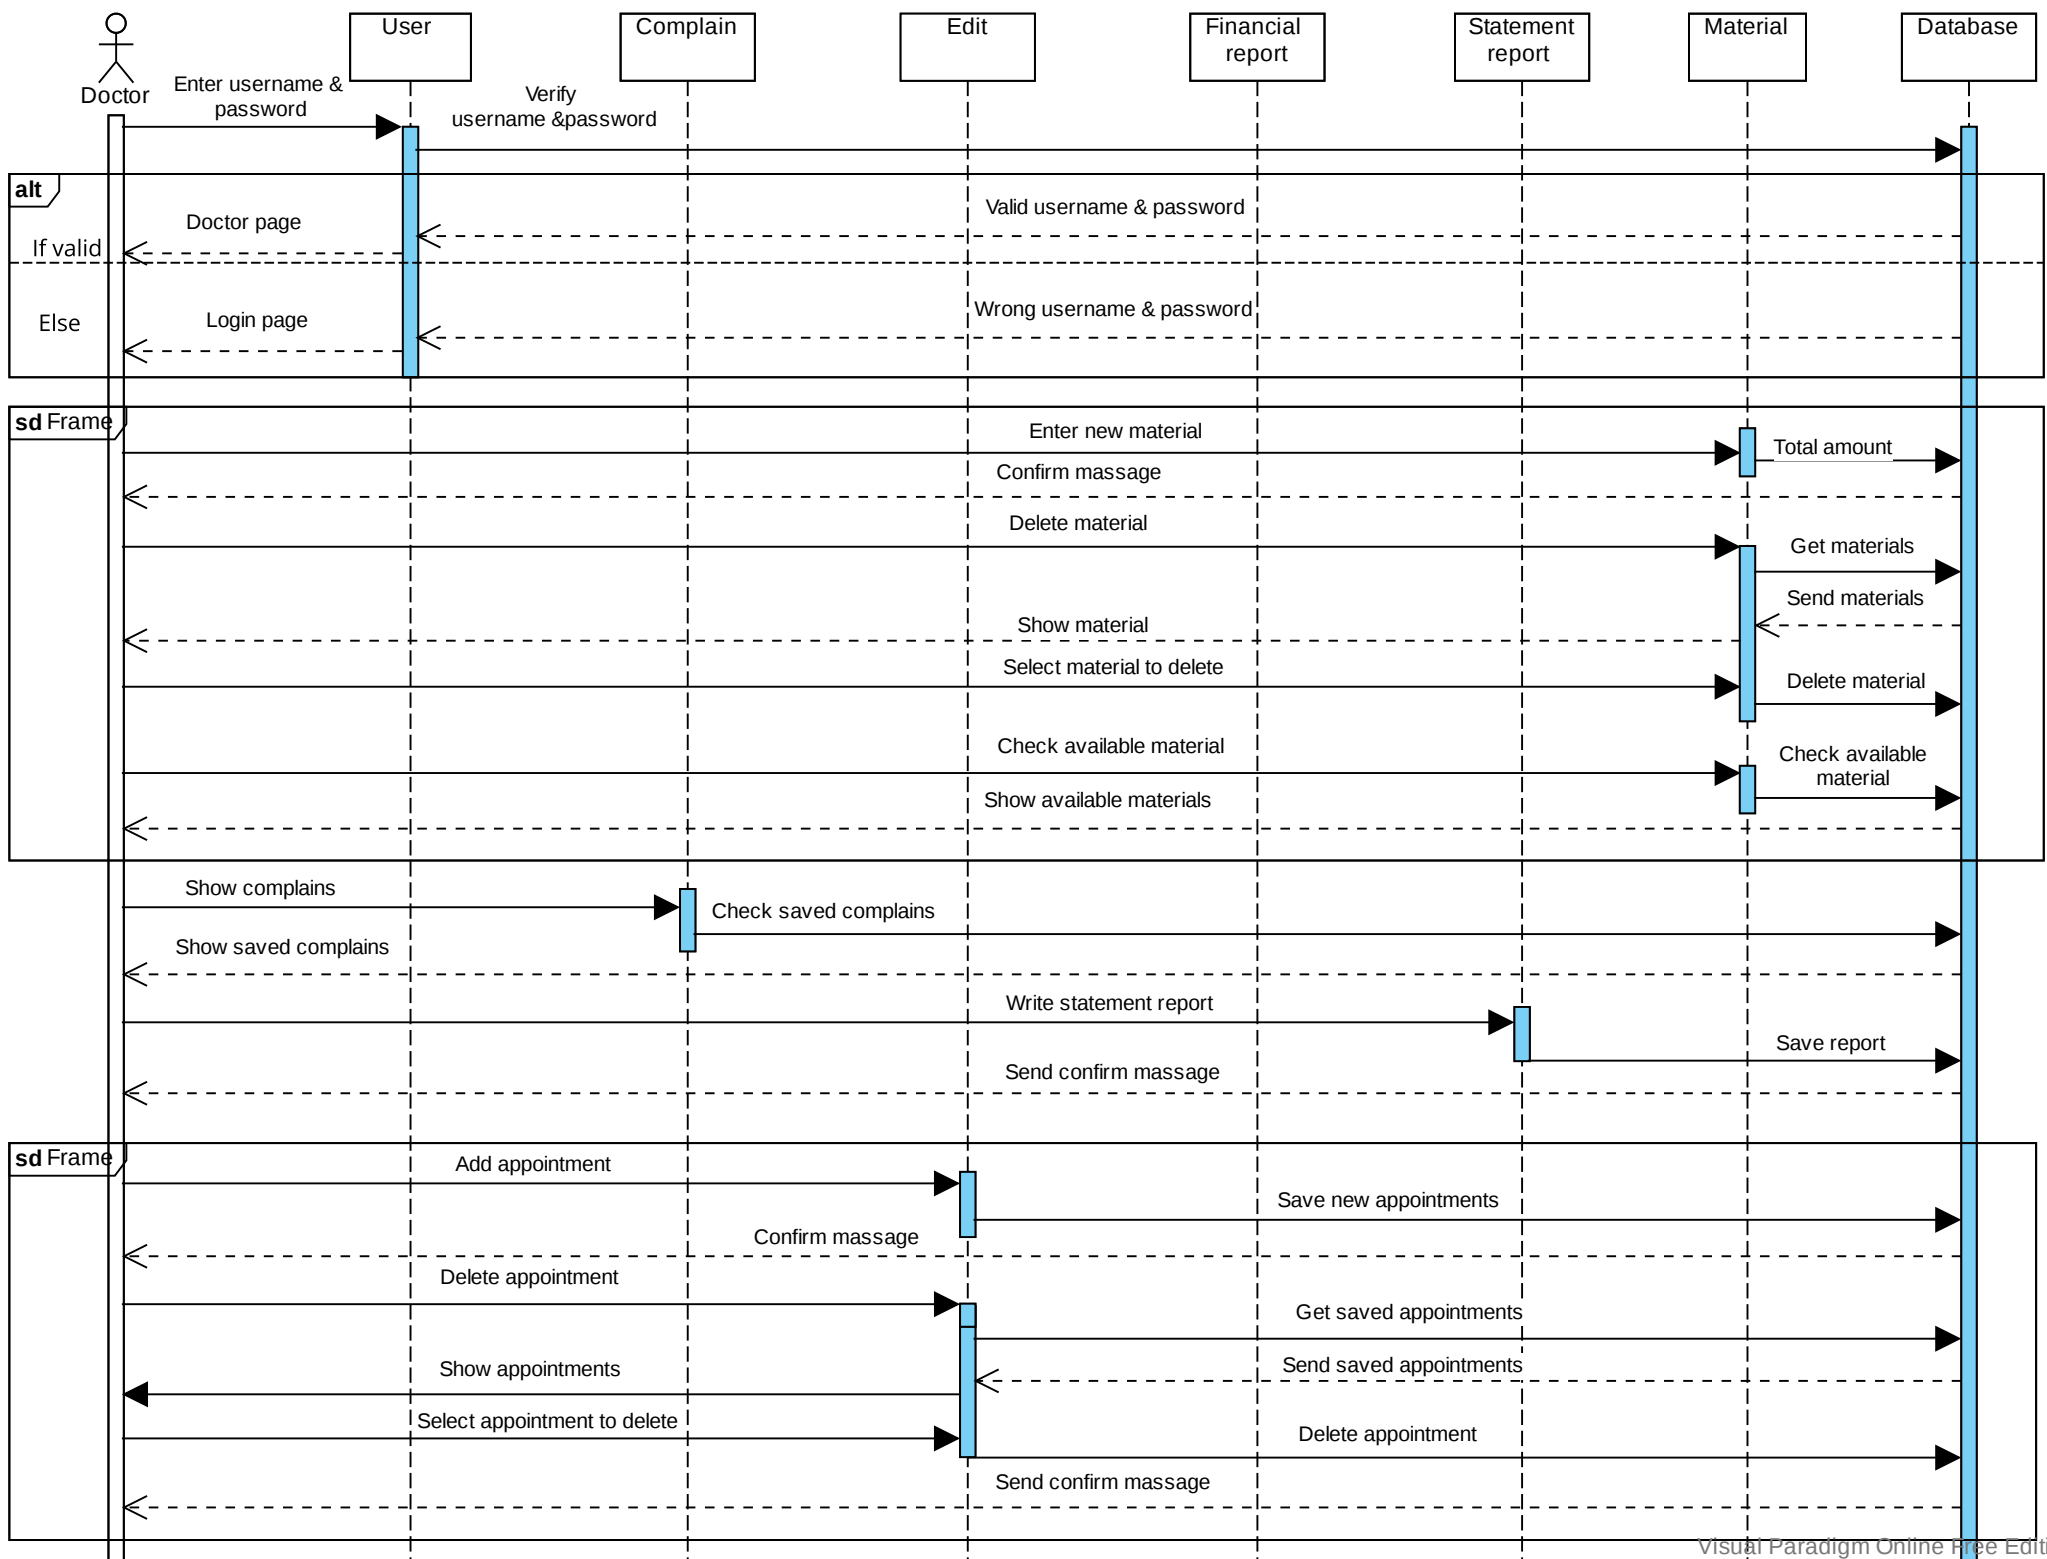 User
Complain
Edit
Financial
report
Statement
report
Material
Database
Doctor
Enter username &
password
Verify
username &password
alt
Valid username & password
Doctor page
If valid
Wrong username & password
Login page
Else
sd Frame
Enter new material
Total amount
Confirm massage
Delete material
Get materials
Send materials
Show material
Select material to delete
Delete material
Check available material
Check available
material
Show available materials
Show complains
Check saved complains
Show saved complains
Write statement report
Save report
Send confirm massage
sd Frame
Add appointment
Save new appointments
Confirm massage
Delete appointment
Get saved appointments
Send saved appointments
Show appointments
Select appointment to delete
Delete appointment
Send confirm massage
Visual Paradigm Online Free Editi